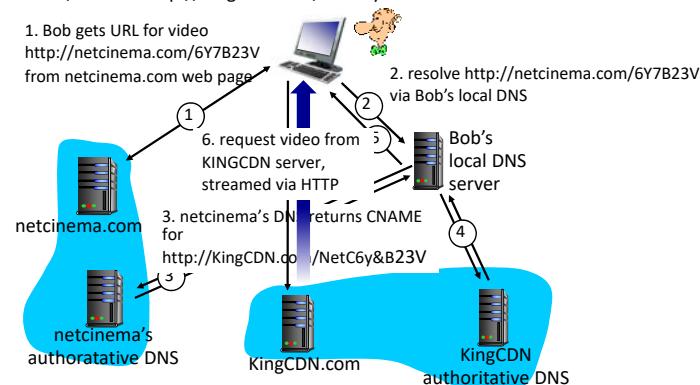 1. Bob gets URL for video
http://netcinema.com/6Y7B23V
from netcinema.com web page
2. resolve http://netcinema.com/6Y7B23V
via Bob's local DNS
1
2
5
6. request video from
KINGCDN server,
streamed via HTTP
Bob's
local DNS
server
netcinema.com
3. netcinema's DNS returns CNAME
for
http://KingCDN.com/NetC6y&B23V
3
4
netcinema's
authoratative DNS
KingCDN.com
KingCDN
authoritative DNS